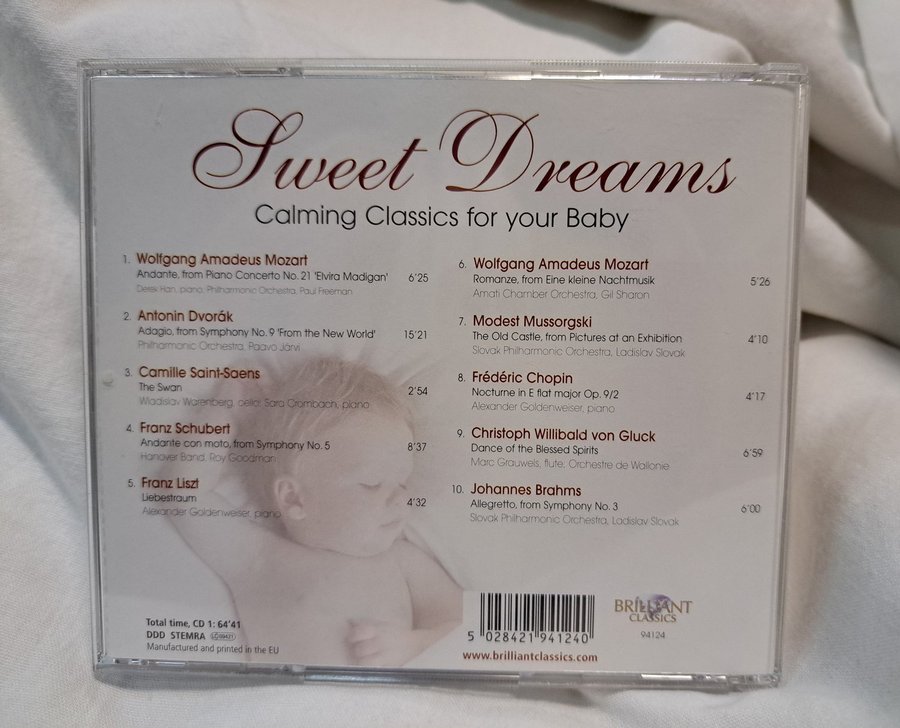 Sweet Dreams
Calming Classics for your Baby
1. Wolfgang Amadeus Mozart
Andante, from Piano Concerto No. 21 'Elvira Madigan' 6'25
Derek Han, piano, Philharmonic Orchestra, Paul Freeman
2. Antonin Dvorák
Adagio, from Symphony No. 9 'From the New World' 15'21
Philharmonic Orchestra, Paavo Järvi
3. Camille Saint-Saens
The Swan 2'54
Wladislav Warenberg, cello; Sara Crombach, piano
4. Franz Schubert
Andante con moto, from Symphony No. 5 8'37
Hanover Band, Roy Goodman
5. Franz Liszt
Liebestraum 4'32
Alexander Goldenweiser, piano
6. Wolfgang Amadeus Mozart
Romanze, from Eine kleine Nachtmusik 5'26
Amati Chamber Orchestra, Gil Sharon
7. Modest Mussorgski
The Old Castle, from Pictures at an Exhibition 4'10
Slovak Philharmonic Orchestra, Ladislav Slovak
8. Frédéric Chopin
Nocturne in E flat major Op. 9/2 4'17
Alexander Goldenweiser, piano
9. Christoph Willibald von Gluck
Dance of the Blessed Spirits 6'59
Marc Grauwels, flute; Orchestre de Wallonie
10. Johannes Brahms
Allegretto, from Symphony No. 3 6'00
Slovak Philharmonic Orchestra, Ladislav Slovak
Total time, CD 1: 64'41
DDD STEMRA
Manufactured and printed in the EU
5 028421 941240
www.brilliantclassics.com
BRILLIANT
CLASSICS
94124